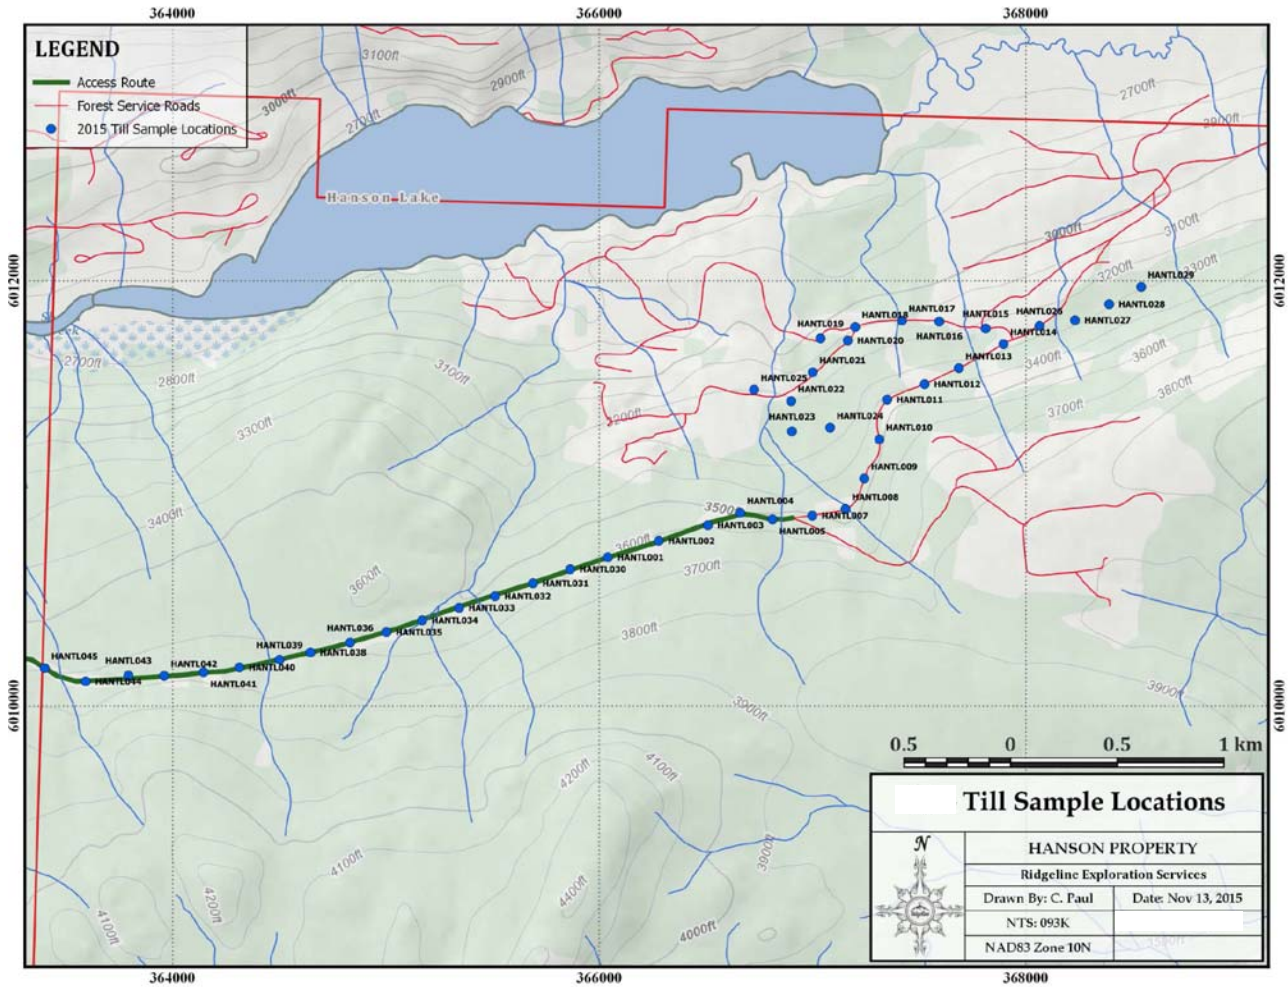 364000
366000
368000
LEGEND
Access Route
Forest Service Roads
2015 Till Sample Locations
3100ft
2900ft
3000ft
2700ft
2700ft
2900ft
Hanson Lake
3000ft
3100ft
3200ft
3300ft
6012000
6012000
HANTL029
HANTL028
HANTL027
HANTL026
HANTL014
HANTL015
HANTL017
HANTL016
HANTL018
HANTL019
HANTL020
HANTL013
HANTL021
HANTL012
HANTL025
HANTL022
HANTL011
HANTL023
HANTL024
HANTL010
2700ft
2800ft
3100ft
3300ft
3200ft
3400ft
3600ft
3700ft
3800ft
HANTL009
HANTL008
HANTL004
HANTL007
HANTL005
HANTL003
HANTL002
HANTL001
HANTL030
HANTL031
HANTL032
HANTL033
HANTL034
HANTL035
HANTL036
HANTL038
HANTL039
HANTL040
HANTL041
HANTL042
HANTL043
HANTL044
HANTL045
3400ft
3600ft
3600ft
3700ft
3800ft
3900ft
3900ft
6010000
6010000
4200ft
4100ft
4100ft
3900ft
4200ft
4100ft
4400ft
4000ft
0.5 0 0.5 1 km
Till Sample Locations
N
HANSON PROPERTY
Ridgeline Exploration Services
Drawn By: C. Paul
Date: Nov 13, 2015
NTS: 093K
NAD83 Zone 10N
364000
366000
368000